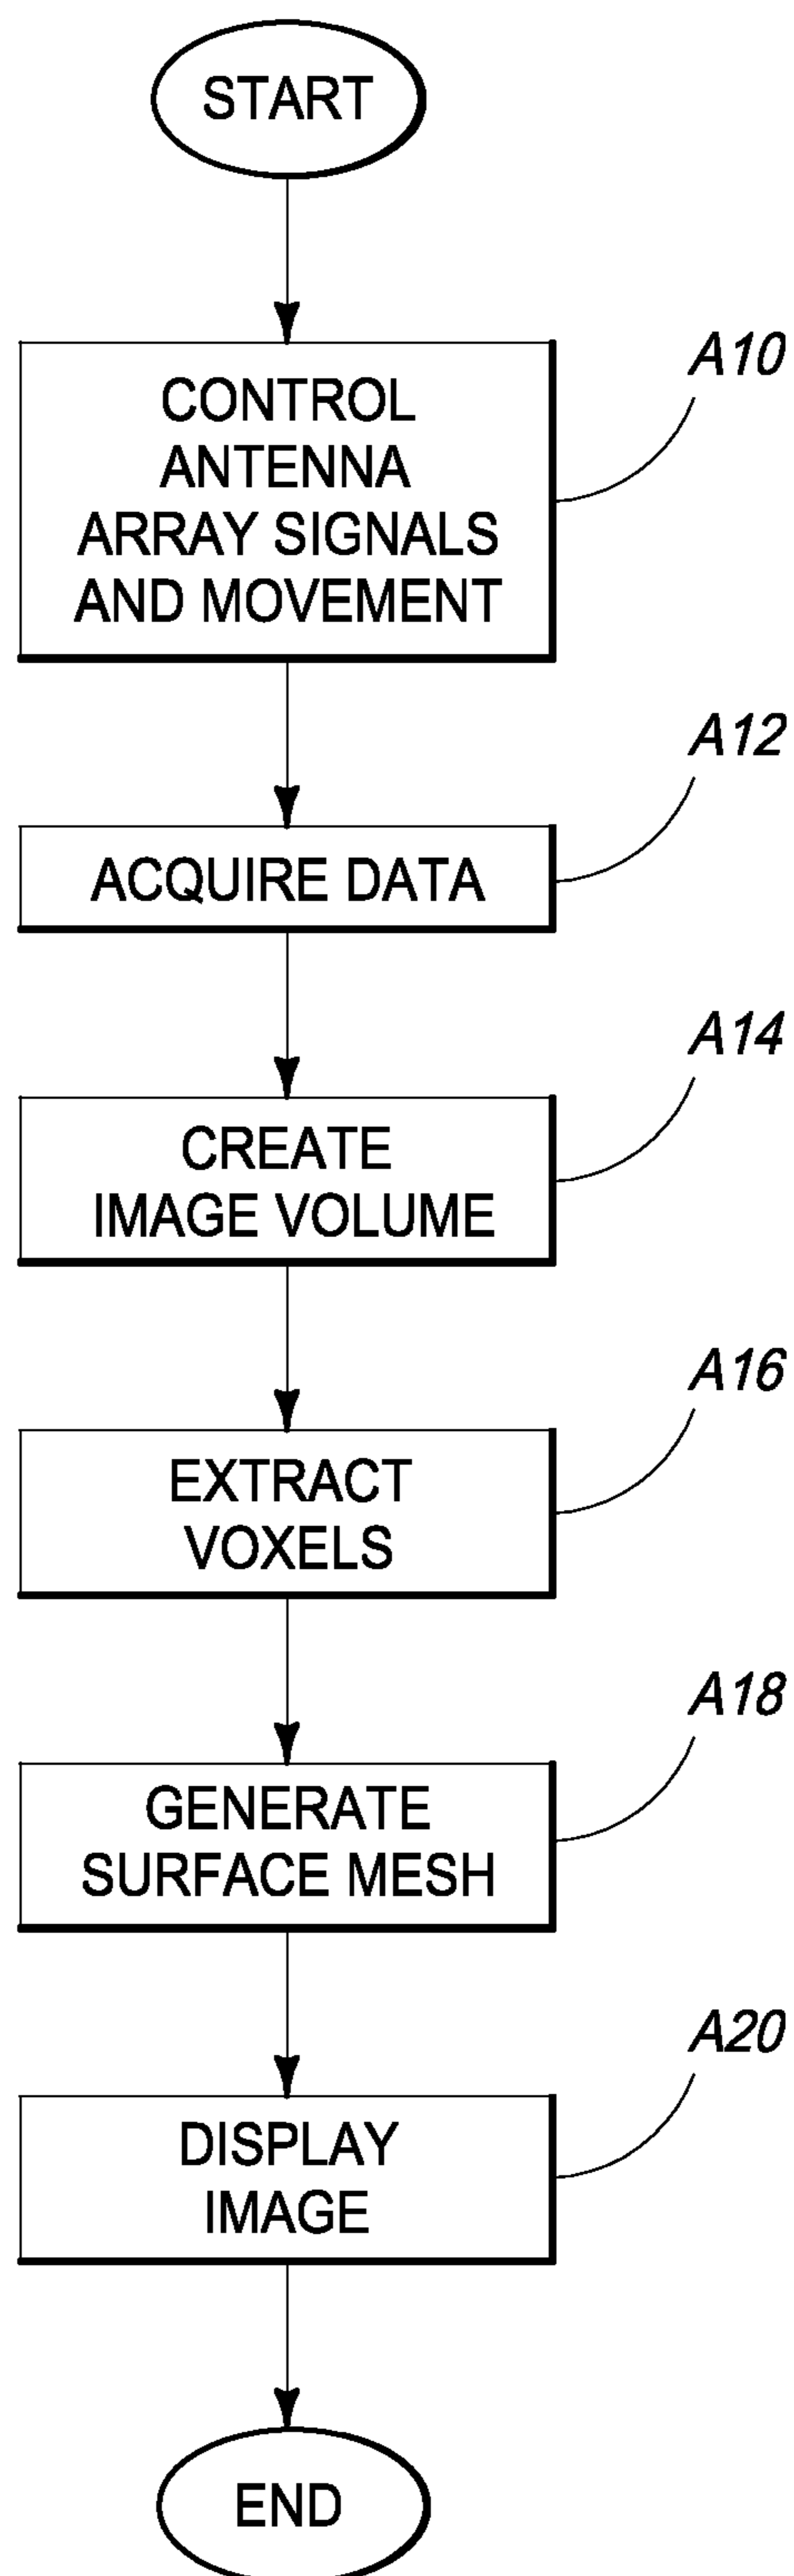 START
A10
CONTROL
ANTENNA
ARRAY SIGNALS
AND MOVEMENT
A12
ACQUIRE DATA
A14
CREATE
IMAGE VOLUME
A16
EXTRACT
VOXELS
A18
GENERATE
SURFACE MESH
A20
DISPLAY
IMAGE
END